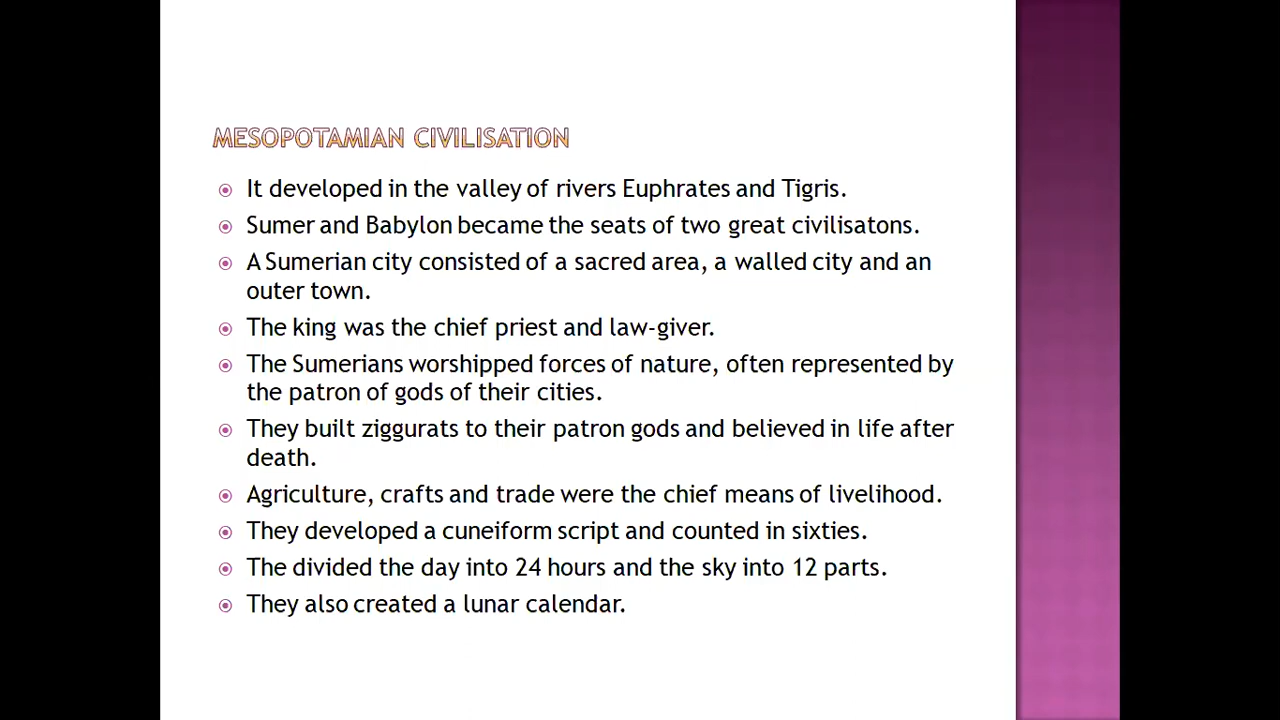 MESOPOTAMIAN CIVILISATION
It developed in the valley of rivers Euphrates and Tigris.
Sumer and Babylon became the seats of two great civilisatons.
A Sumerian city consisted of a sacred area, a walled city and an
outer town.
The king was the chief priest and law-giver.
The Sumerians worshipped forces of nature, often represented by
the patron of gods of their cities.
They built ziggurats to their patron gods and believed in life after
death.
Agriculture, crafts and trade were the chief means of livelihood.
They developed a cuneiform script and counted in sixties.
The divided the day into 24 hours and the sky into 12 parts.
They also created a lunar calendar.